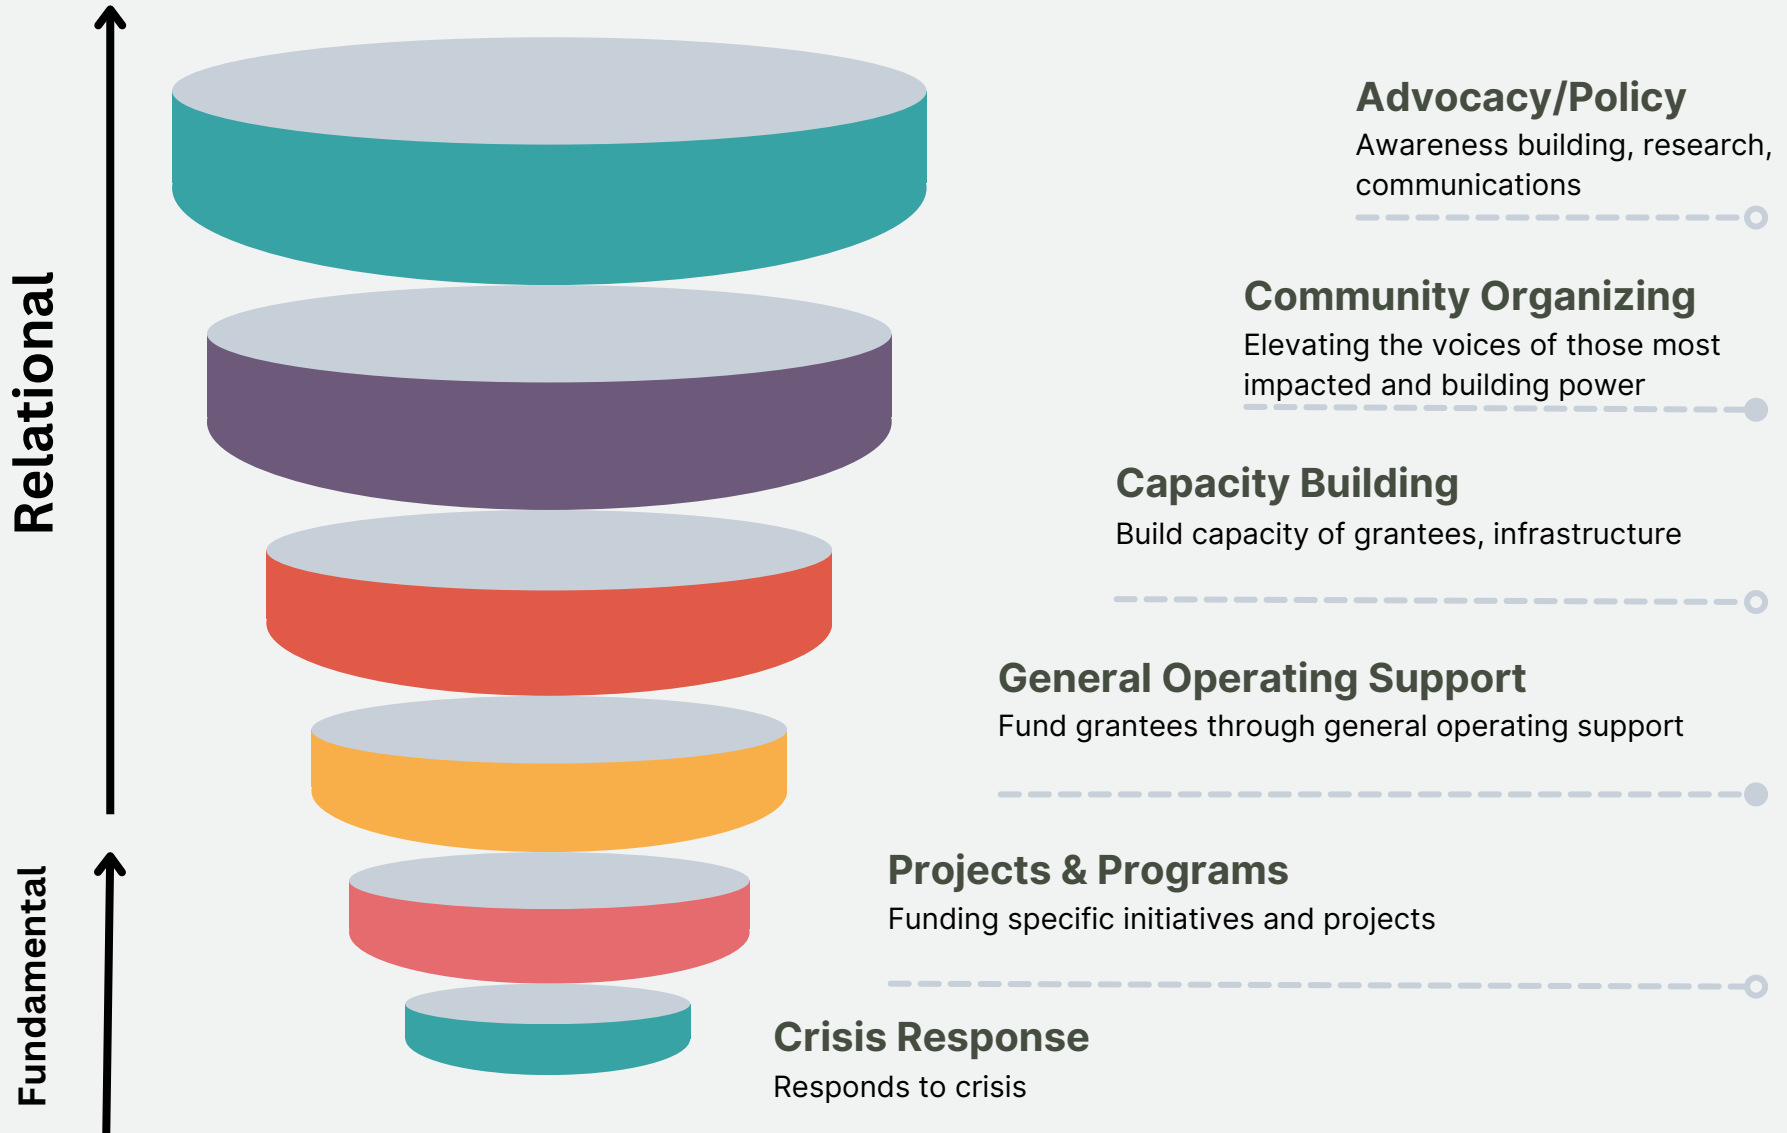 Relational
Advocacy/Policy
Awareness building, research,
communications
Community Organizing
Elevating the voices of those most
impacted and building power
Capacity Building
Build capacity of grantees, infrastructure
General Operating Support
Fund grantees through general operating support
Fundamental
Projects & Programs
Funding specific initiatives and projects
Crisis Response
Responds to crisis